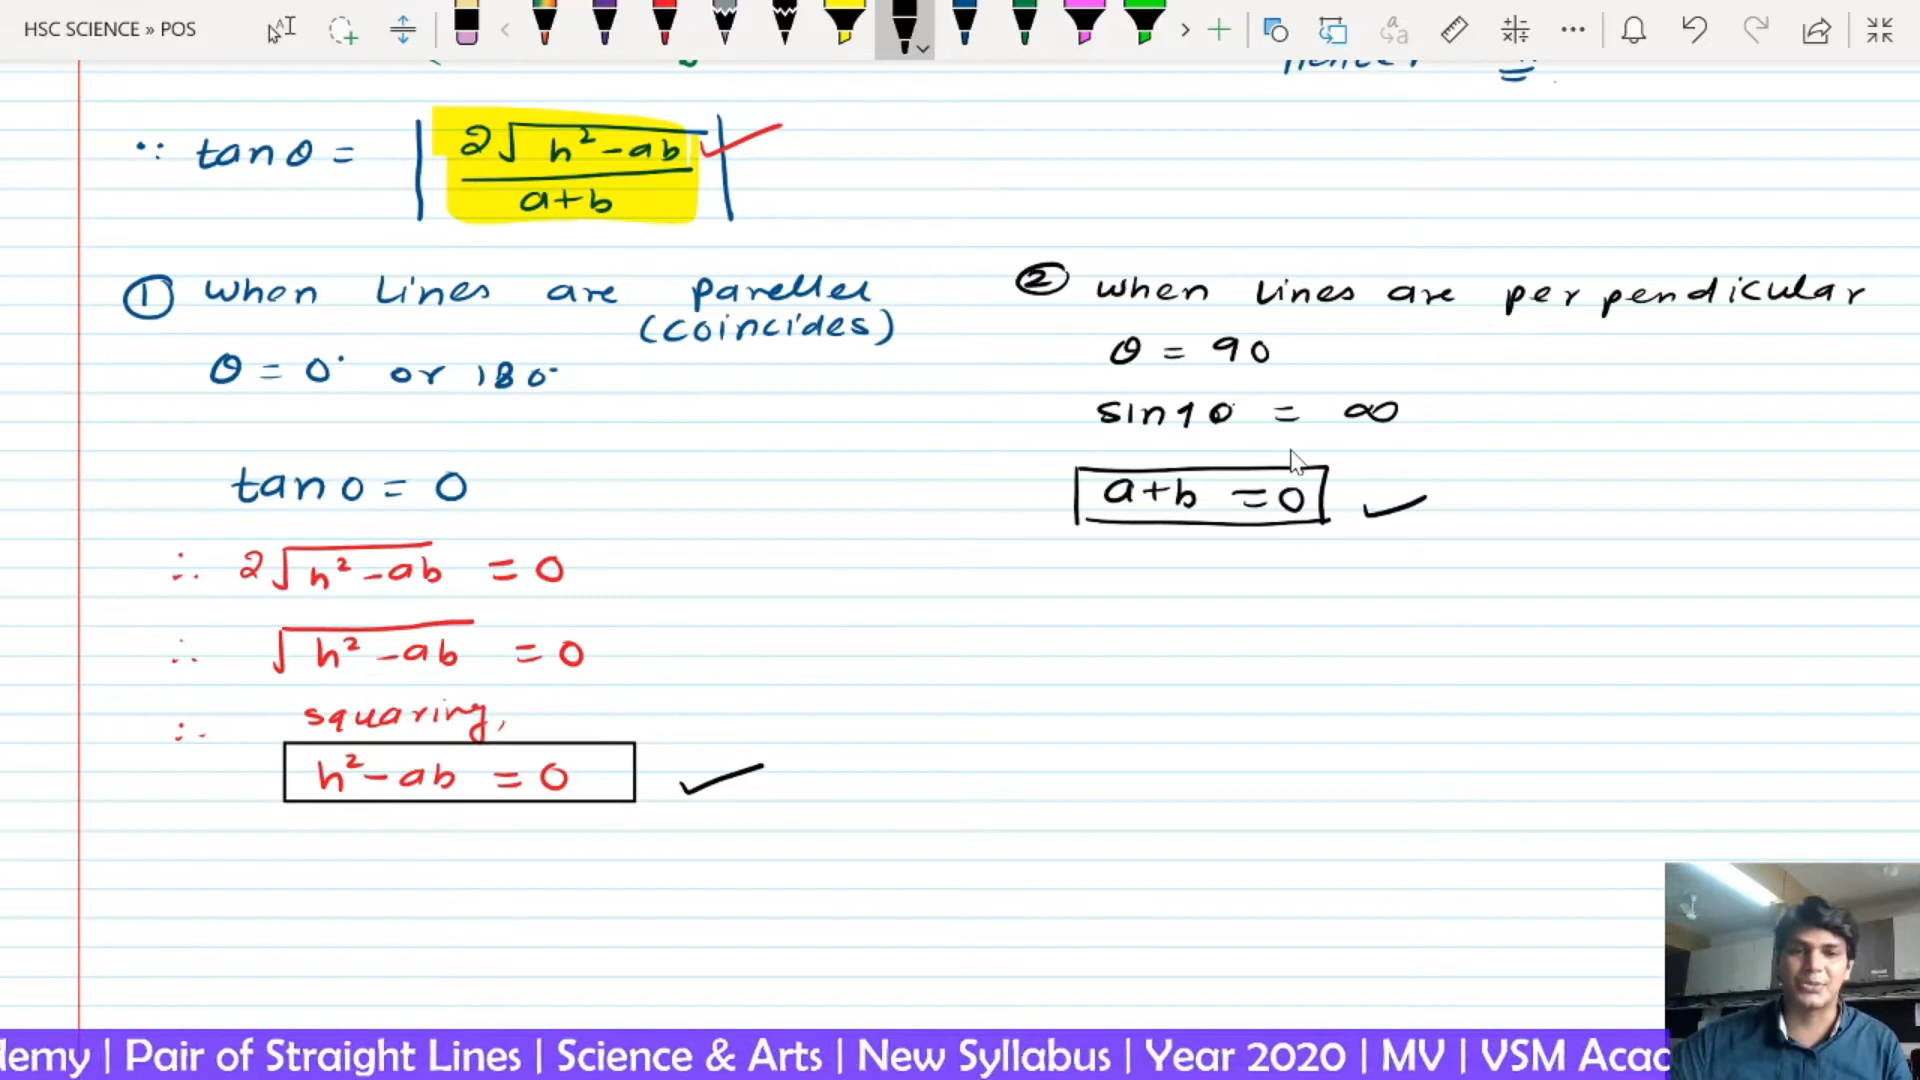 HSC SCIENCE » POS
∵ tan θ = | 2√(h² - ab) / (a+b) |
① when Lines are parellel
(coincides)
θ = 0° or 180°
tan 0 = 0
∴ 2√(h² - ab) = 0
∴ √(h² - ab) = 0
∴ squaring,
h² - ab = 0
② when lines are perpendicular
θ = 90
sin 90 = ∞
a+b = 0
demy | Pair of Straight Lines | Science & Arts | New Syllabus | Year 2020 | MV | VSM Acad